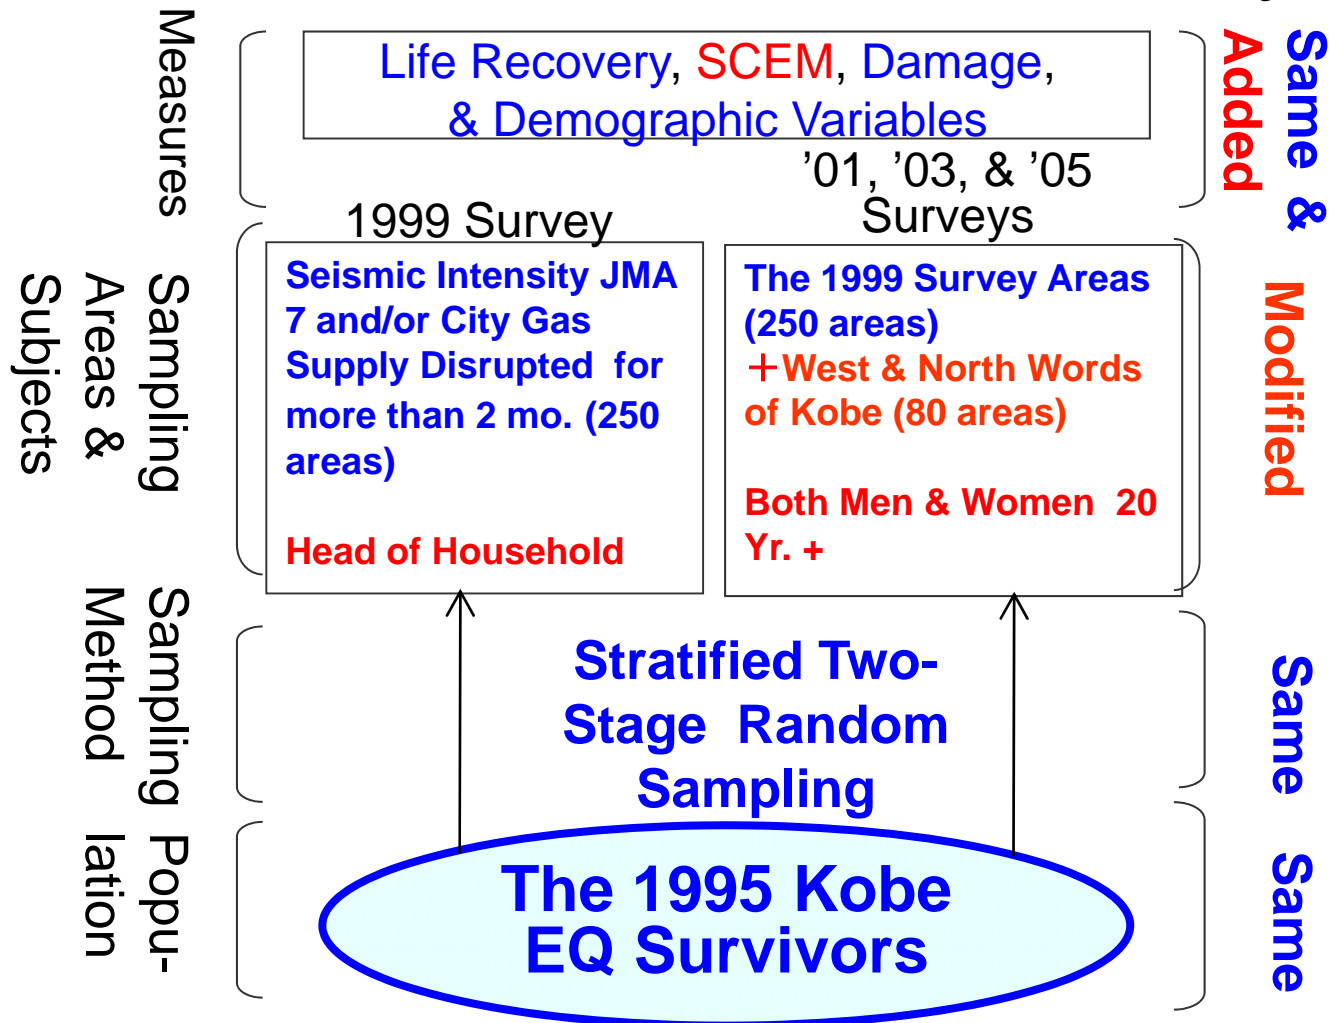 Measures
Life Recovery, SCEM, Damage,
& Demographic Variables
Same &
Added
’01, ’03, & ’05
Surveys
1999 Survey
Sampling
Areas &
Subjects
Seismic Intensity JMA
7 and/or City Gas
Supply Disrupted for
more than 2 mo. (250
areas)
Head of Household
The 1999 Survey Areas
(250 areas)
+West & North Words
of Kobe (80 areas)
Both Men & Women 20
Yr. +
Modified
Sampling
Method
Stratified Two-
Stage Random
Sampling
Same
Popu-
lation
The 1995 Kobe
EQ Survivors
Same